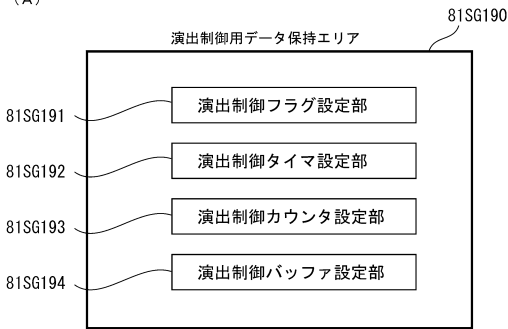 (A)
81SG190
演出制御用データ保持エリア
81SG191
演出制御フラグ設定部
81SG192
演出制御タイマ設定部
81SG193
演出制御カウンタ設定部
81SG194
演出制御バッファ設定部